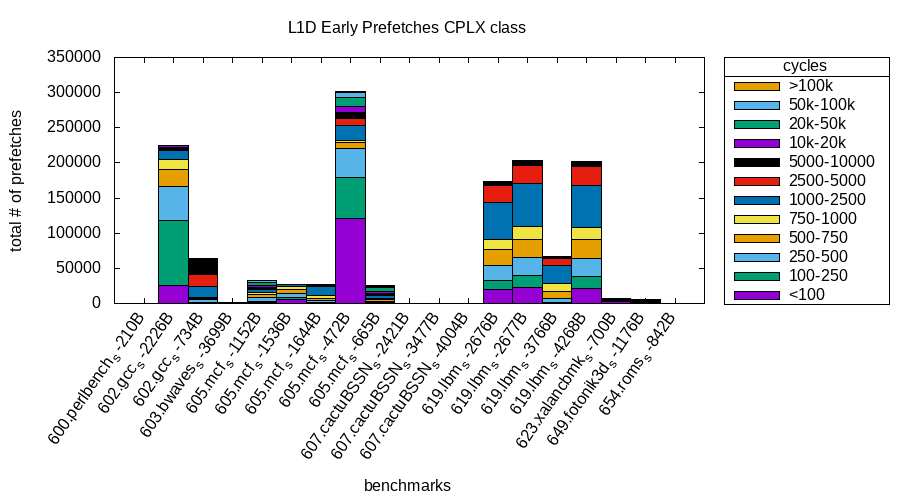 L1D Early Prefetches CPLX class
350000
300000
250000
200000
150000
100000
50000
0
total # of prefetches
600.perlbench_s-210B
602.gcc_s-2226B
602.gcc_s-734B
603.bwaves_s-3699B
605.mcf_s-1152B
605.mcf_s-1536B
605.mcf_s-1644B
605.mcf_s-472B
605.mcf_s-665B
607.cactuBSSN_s-2421B
607.cactuBSSN_s-3477B
607.cactuBSSN_s-4004B
619.lbm_s-2676B
619.lbm_s-2677B
619.lbm_s-3766B
619.lbm_s-4268B
623.xalancbmk_s-700B
649.fotonik3d_s-1176B
654.roms_s-842B
benchmarks
cycles
>100k
50k-100k
20k-50k
10k-20k
5000-10000
2500-5000
1000-2500
750-1000
500-750
250-500
100-250
<100